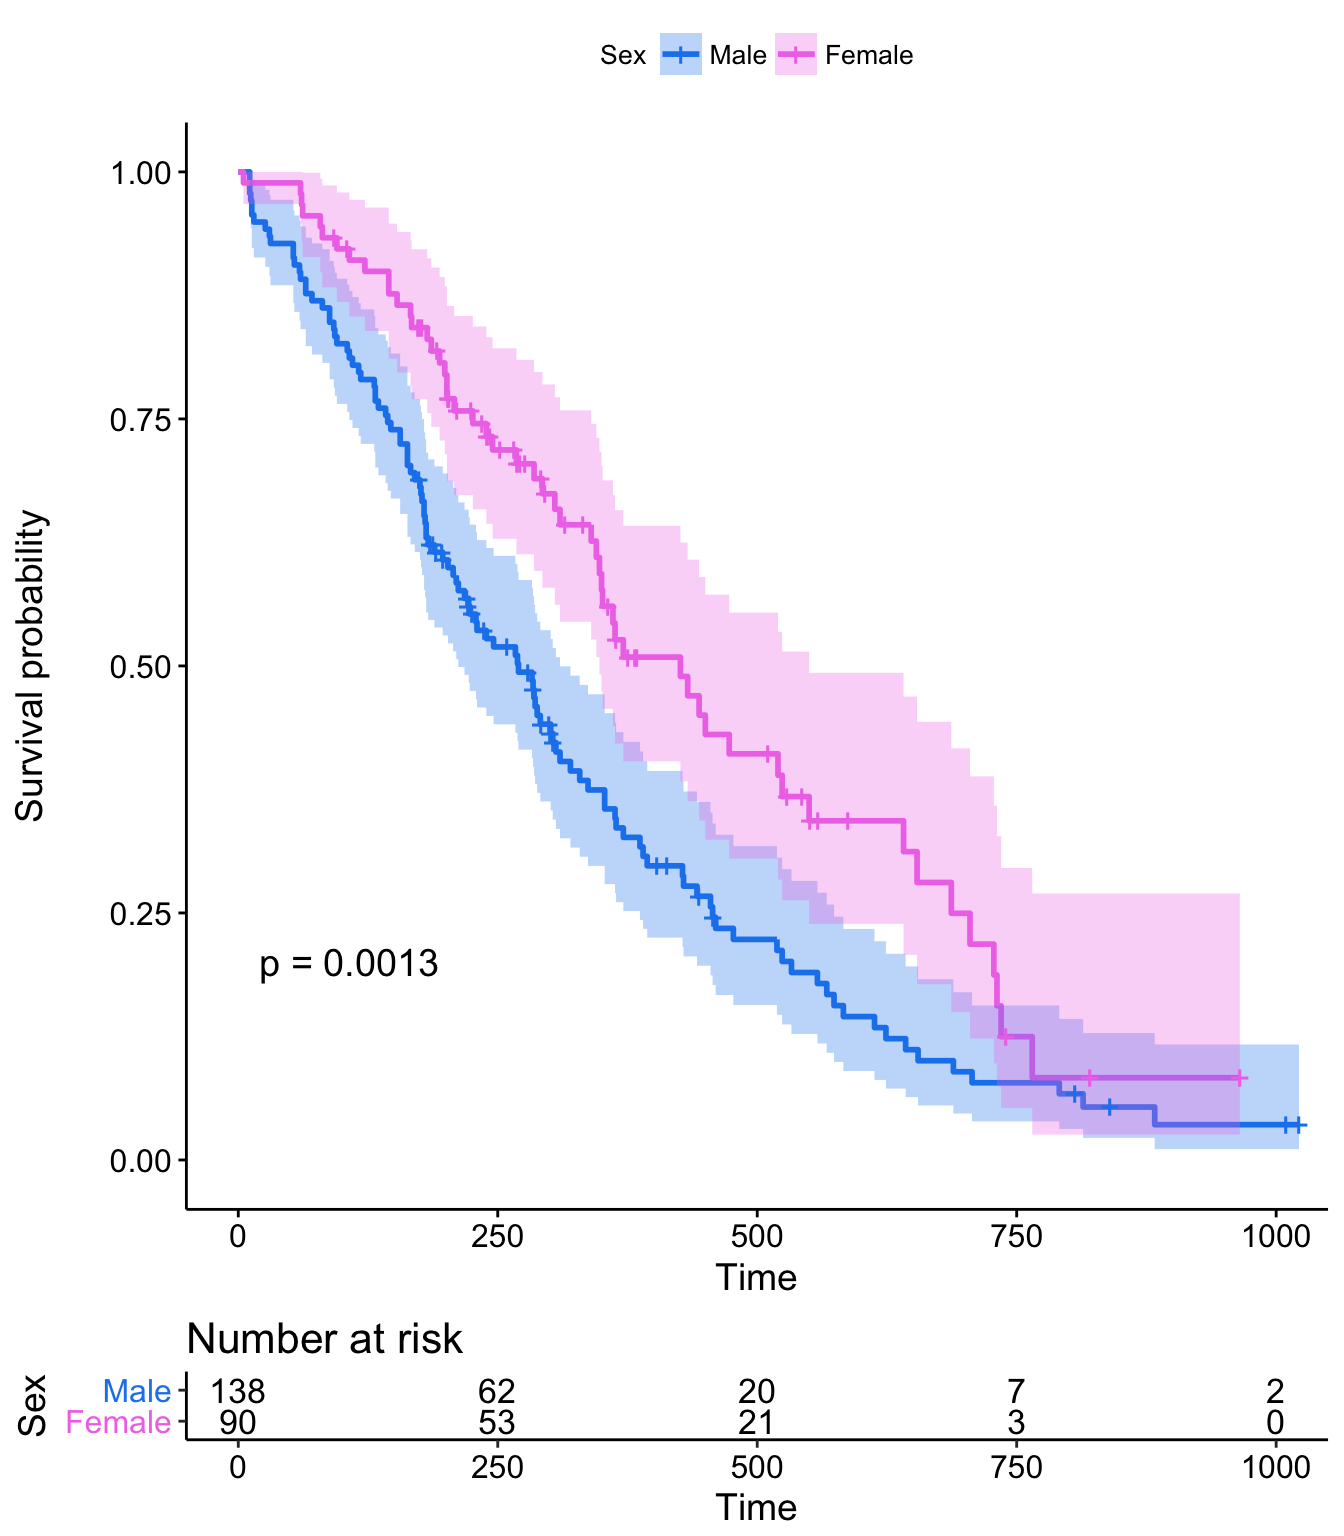 Sex Male Female
Survival probability
1.00
0.75
0.50
0.25
0.00
p = 0.0013
0 250 500 750 1000
Time
Number at risk
Sex
Male 138 62 20 7 2
Female 90 53 21 3 0
0 250 500 750 1000
Time